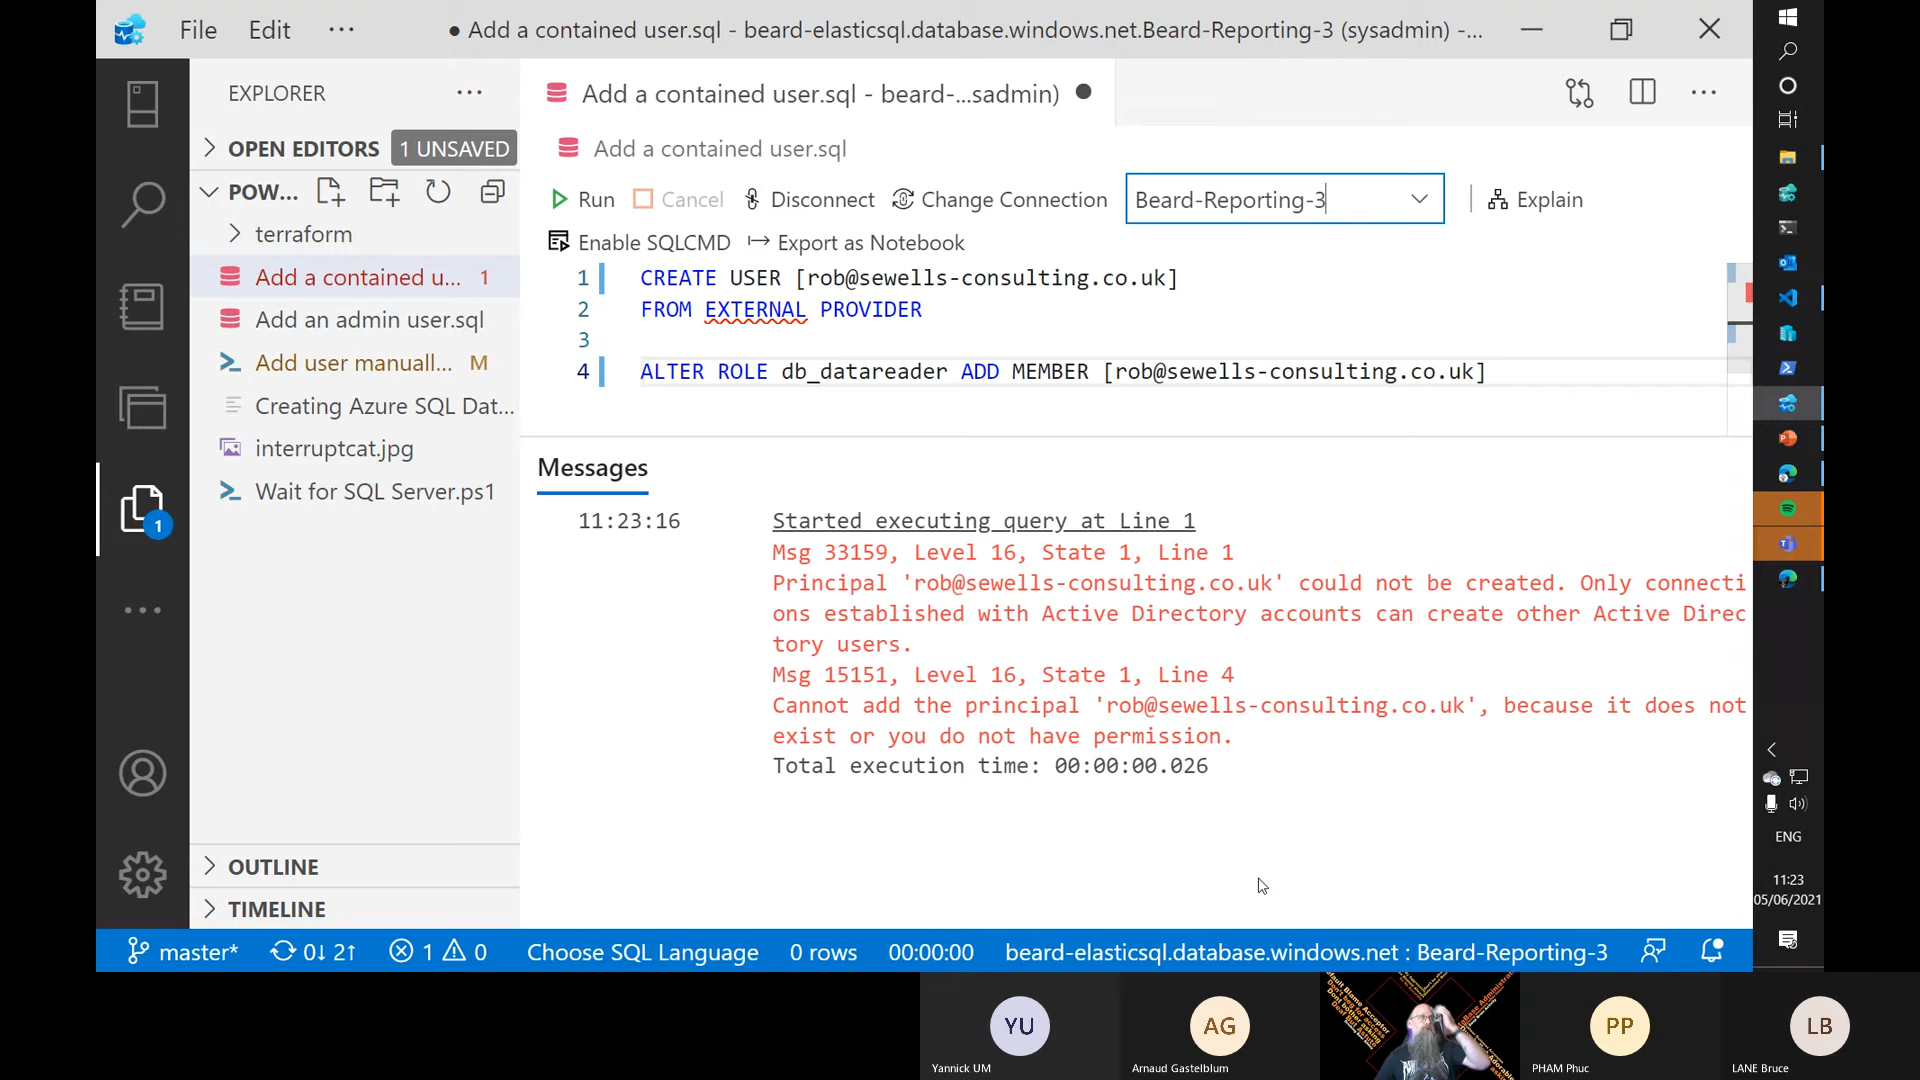 File Edit ···
● Add a contained user.sql - beard-elasticsql.database.windows.net.Beard-Reporting-3 (sysadmin) -...
EXPLORER
OPEN EDITORS 1 UNSAVED
POW...
terraform
Add a contained u... 1
Add an admin user.sql
Add user manuall... M
Creating Azure SQL Dat...
interruptcat.jpg
Wait for SQL Server.ps1
OUTLINE
TIMELINE
1
Add a contained user.sql - beard-...sadmin) ●
Add a contained user.sql
Run Cancel Disconnect Change Connection Beard-Reporting-3 Explain
Enable SQLCMD Export as Notebook
1 CREATE USER [rob@sewells-consulting.co.uk]
2 FROM EXTERNAL PROVIDER
3
4 ALTER ROLE db_datareader ADD MEMBER [rob@sewells-consulting.co.uk]
Messages
11:23:16 Started executing query at Line 1
Msg 33159, Level 16, State 1, Line 1
Principal 'rob@sewells-consulting.co.uk' could not be created. Only connecti
ons established with Active Directory accounts can create other Active Direc
tory users.
Msg 15151, Level 16, State 1, Line 4
Cannot add the principal 'rob@sewells-consulting.co.uk', because it does not
exist or you do not have permission.
Total execution time: 00:00:00.026
master* 0↓ 2↑ 1 0 Choose SQL Language 0 rows 00:00:00 beard-elasticsql.database.windows.net : Beard-Reporting-3
ENG
11:23
05/06/2021
YU
Yannick UM
AG
Arnaud Gastelblum
fault Blame Acceptor
PP
PHAM Phuc
LB
LANE Bruce